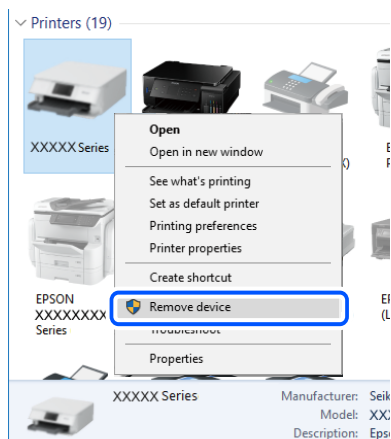 Printers (19)
XXXXX Series
Open
Open in new window
See what's printing
Set as default printer
Printing preferences
Printer properties
Create shortcut
Remove device
Troubleshoot
Properties
EPSON
XXXXXXXX
Series
XXXXX Series
Manufacturer:
Model:
Description: